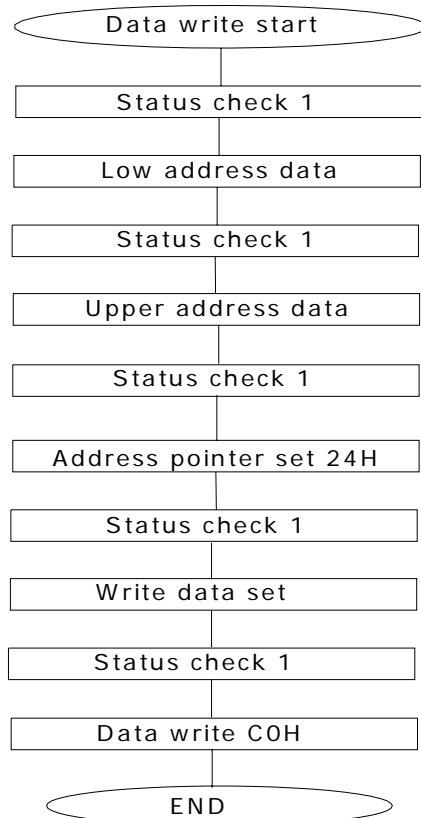 Data write start
Status check 1
Low address data
Status check 1
Upper address data
Status check 1
Address pointer set 24H
Status check 1
Write data set
Status check 1
Data write C0H
END